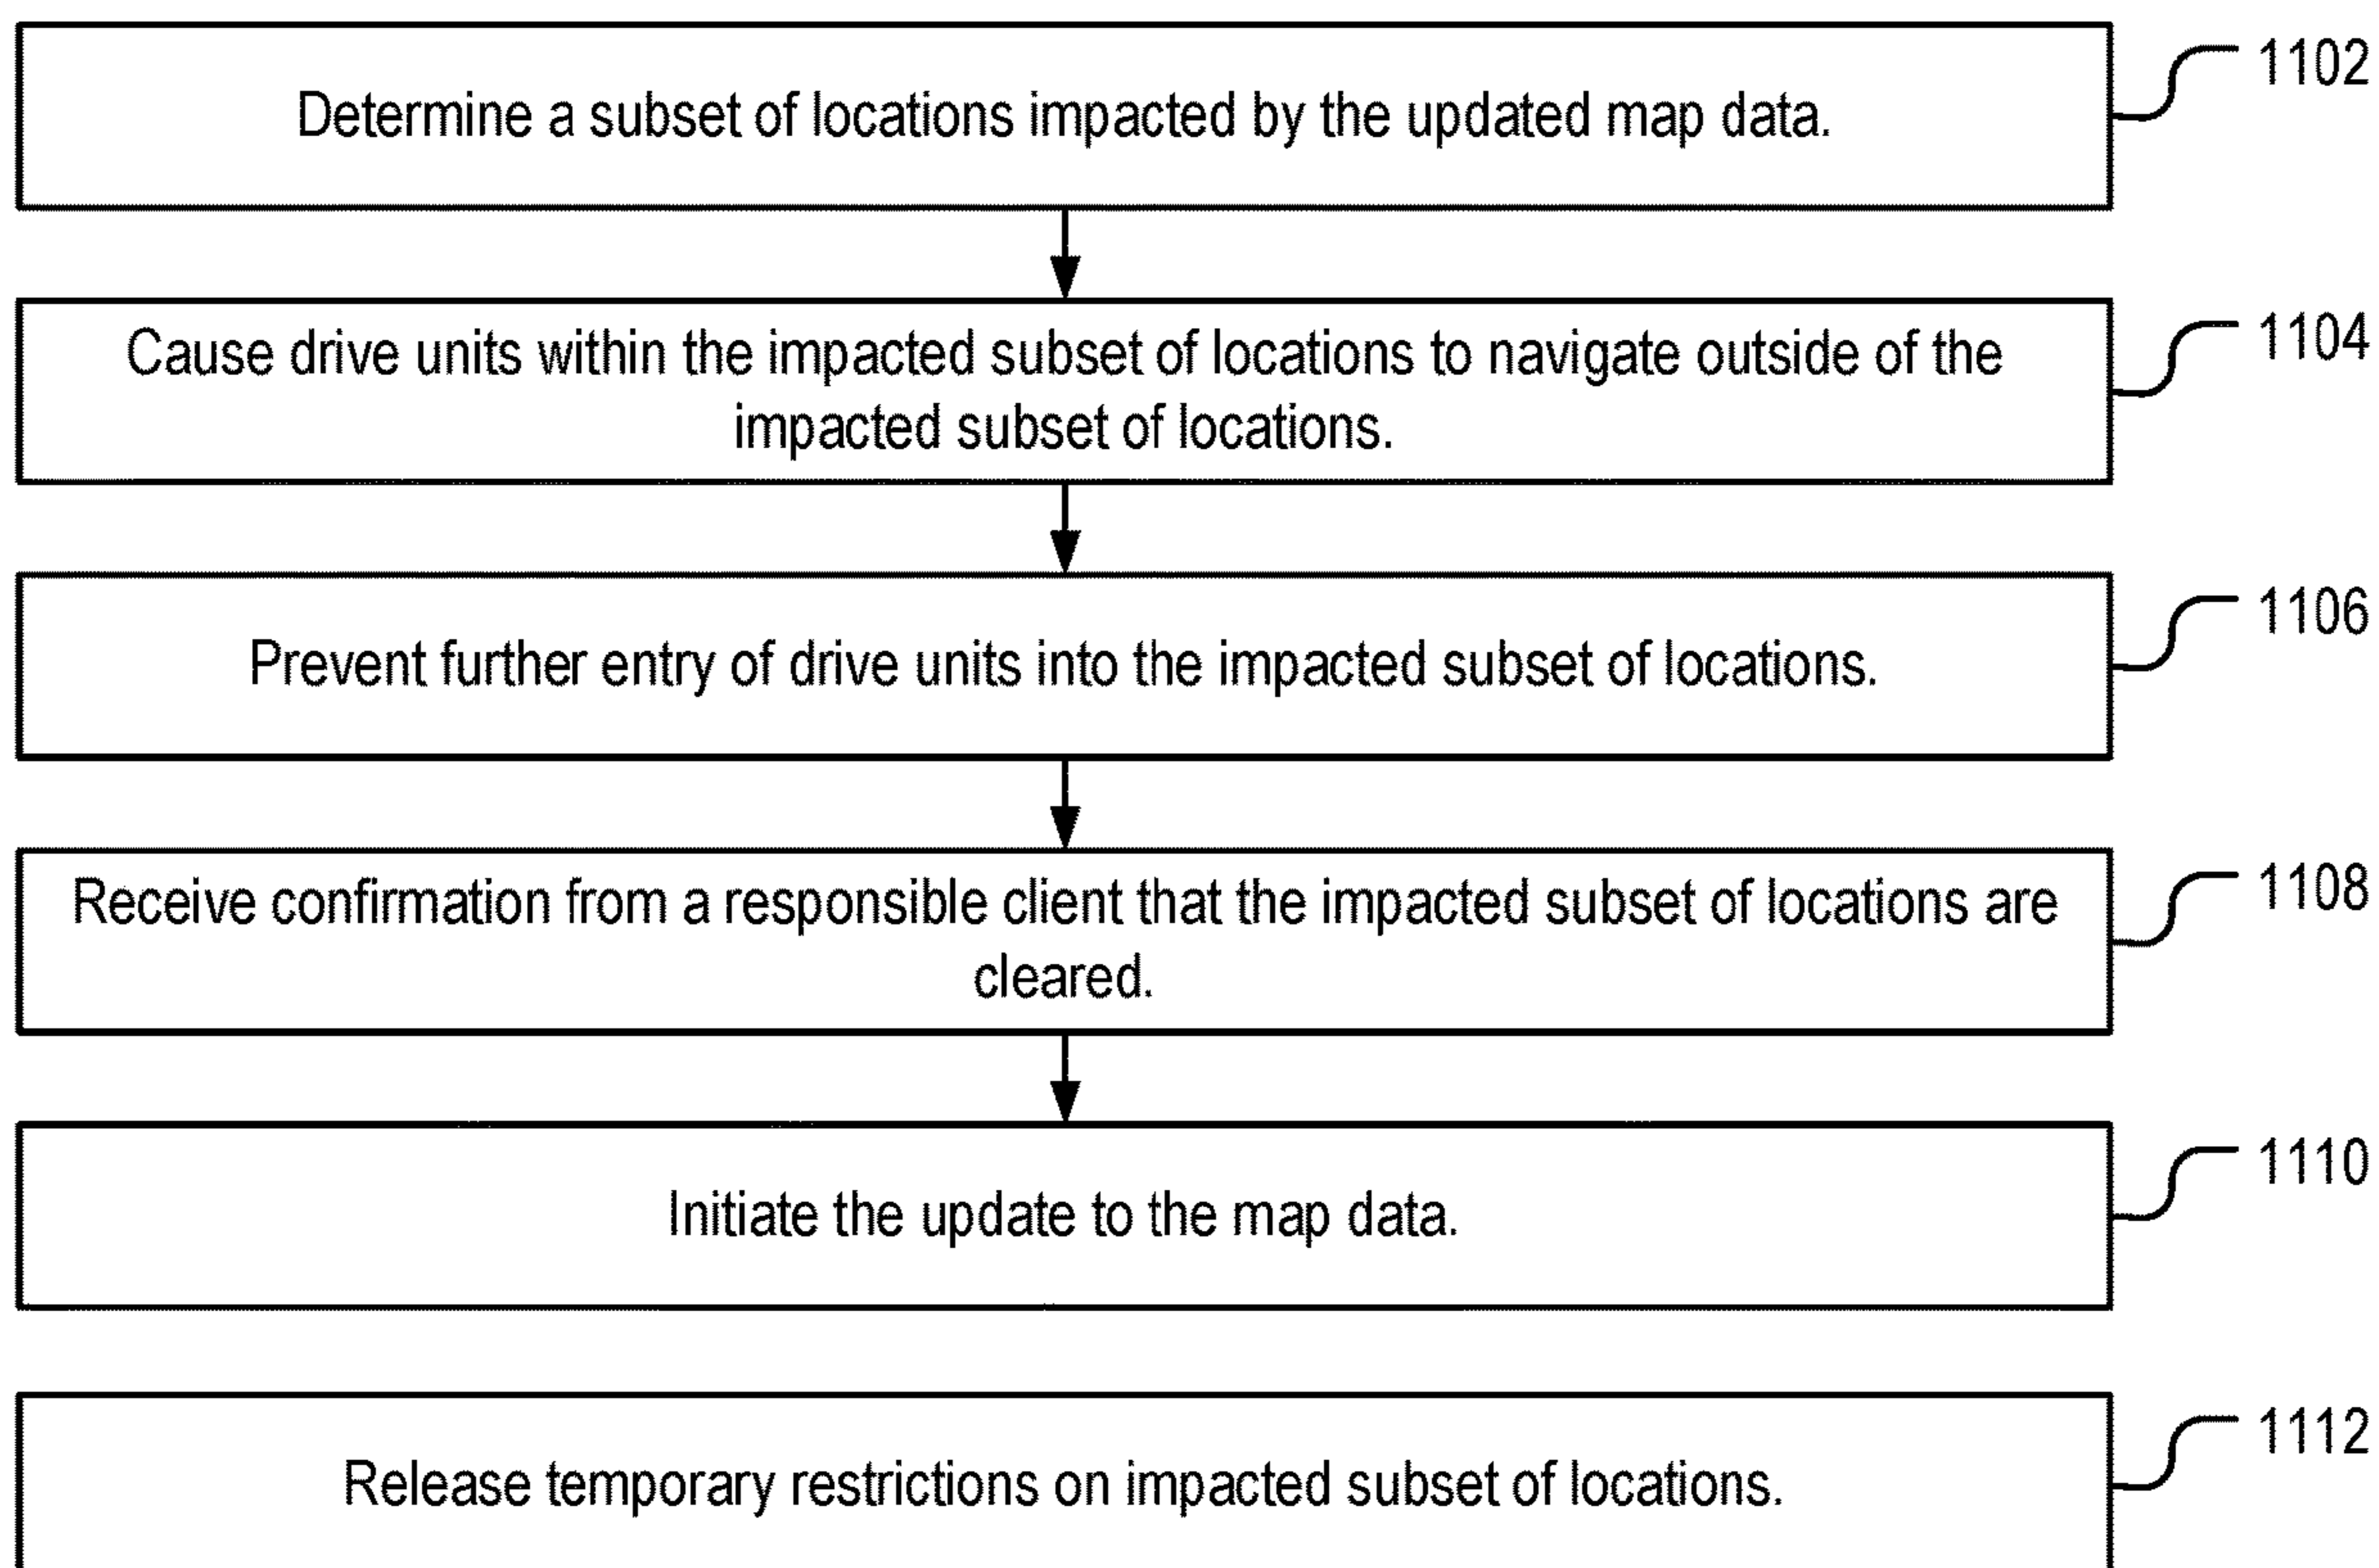 Determine a subset of locations impacted by the updated map data.
1102
Cause drive units within the impacted subset of locations to navigate outside of the
impacted subset of locations.
1104
Prevent further entry of drive units into the impacted subset of locations.
1106
Receive confirmation from a responsible client that the impacted subset of locations are
cleared.
1108
Initiate the update to the map data.
1110
Release temporary restrictions on impacted subset of locations.
1112